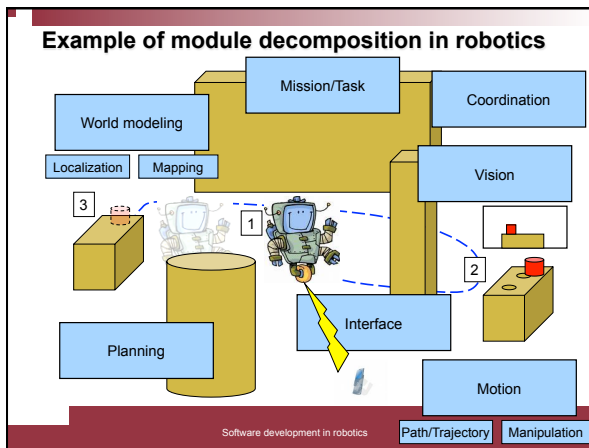 Example of module decomposition in robotics
Mission/Task
Coordination
World modeling
Localization
Mapping
Vision
3
1
2
Interface
Planning
Motion
Path/Trajectory
Manipulation
Software development in robotics